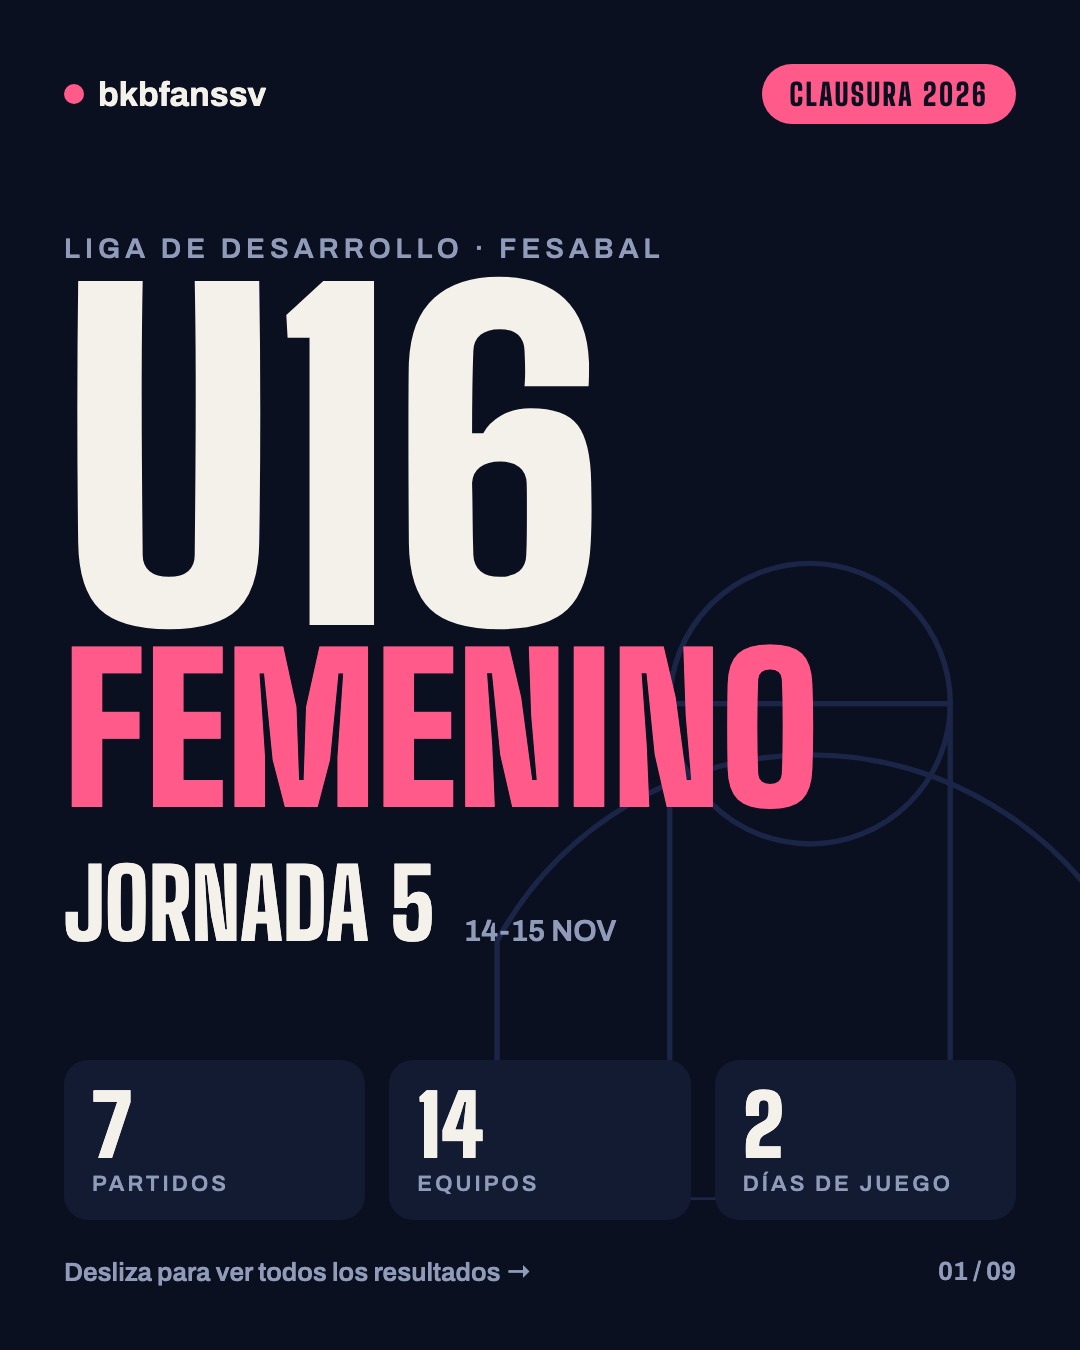 bkbfanssv
CLAUSURA 2026
LIGA DE DESARROLLO · FESABAL
U16
FEMENINO
JORNADA 5 14-15 NOV
7
PARTIDOS
14
EQUIPOS
2
DÍAS DE JUEGO
Desliza para ver todos los resultados →
01 / 09